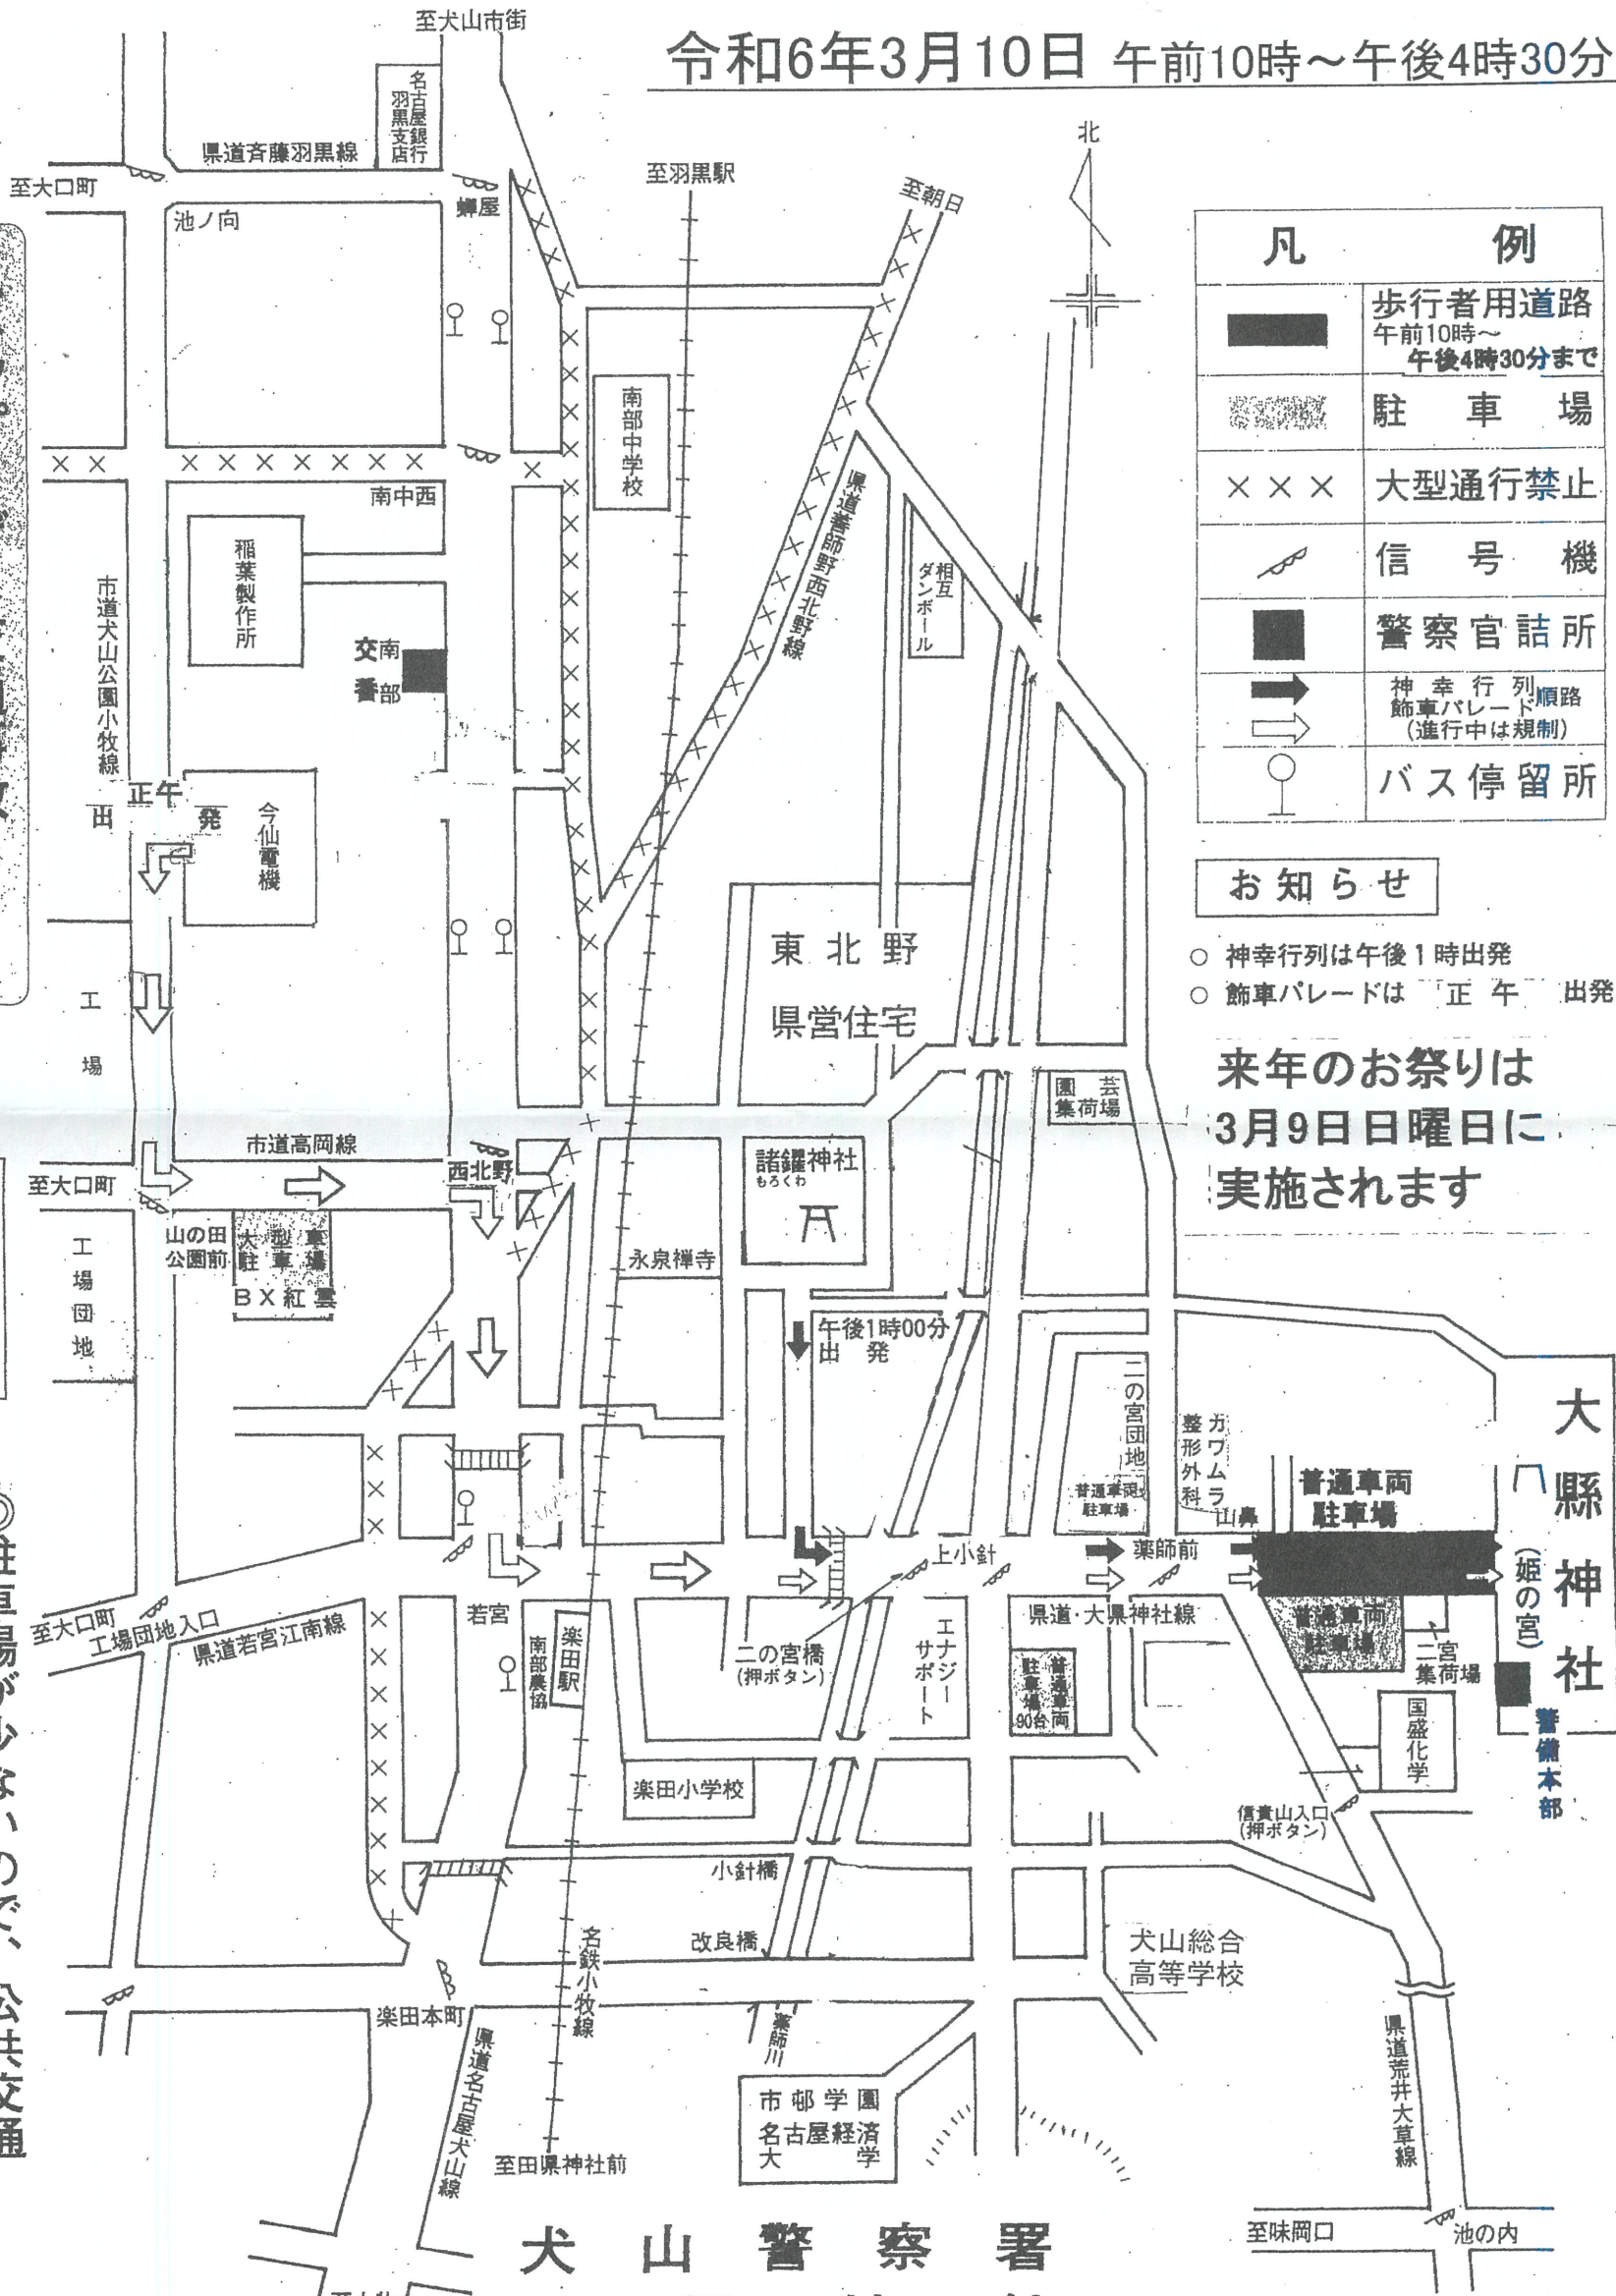 令和6年3月10日 午前10時～午後4時30分
至犬山市街
名古屋銀行
羽黒支店
県道斉藤羽黒線
至大口町
池ノ向
蝉屋
至羽黒駅
至朝日
北
凡 例
歩行者用道路
午前10時～
午後4時30分まで
駐 車 場
× × × 大型通行禁止
信 号 機
警察官詰所
神幸行列
飾車パレード 順路
(進行中は規制)
バス停留所
お知らせ
○ 神幸行列は午後1時出発
○ 飾車パレードは 正午 出発
来年のお祭りは
3月9日日曜日に
実施されます
南部中学校
南中西
稲葉製作所
市道犬山公園小牧線
南部
交番
県道善師野西北野線
相互
ダンボール
正午
出 発
今仙電機
工 場
東北野
県営住宅
園芸
集荷場
市道高岡線
至大口町
西北野
山の田
公園前
大型車
駐車場
BX紅雲
工場団地
諸鑃神社
もろくわ
永泉禅寺
午後1時00分
出 発
二の宮団地
普通車両
駐車場
カワムラ
整形外科
山鼻
普通車両
駐車場
大縣神社
(姫の宮)
上小針
薬師前
県道・大県神社線
至大口町
工場団地入口
県道若宮江南線
若宮
南部農協
楽田駅
二の宮橋
(押ボタン)
エナジー
サポート
普通車両
駐車場
90台
普通車両
駐車場
二宮
集荷場
国盛化学
警備本部
楽田小学校
信貴山入口
(押ボタン)
小針橋
改良橋
名鉄小牧線
犬山総合
高等学校
楽田本町
薬師川
県道名古屋犬山線
県道荒井大草線
市邨学園
名古屋経済
大 学
至田県神社前
至味岡口
池の内
犬山警察署
◎駐車場が少ないので、公共交通